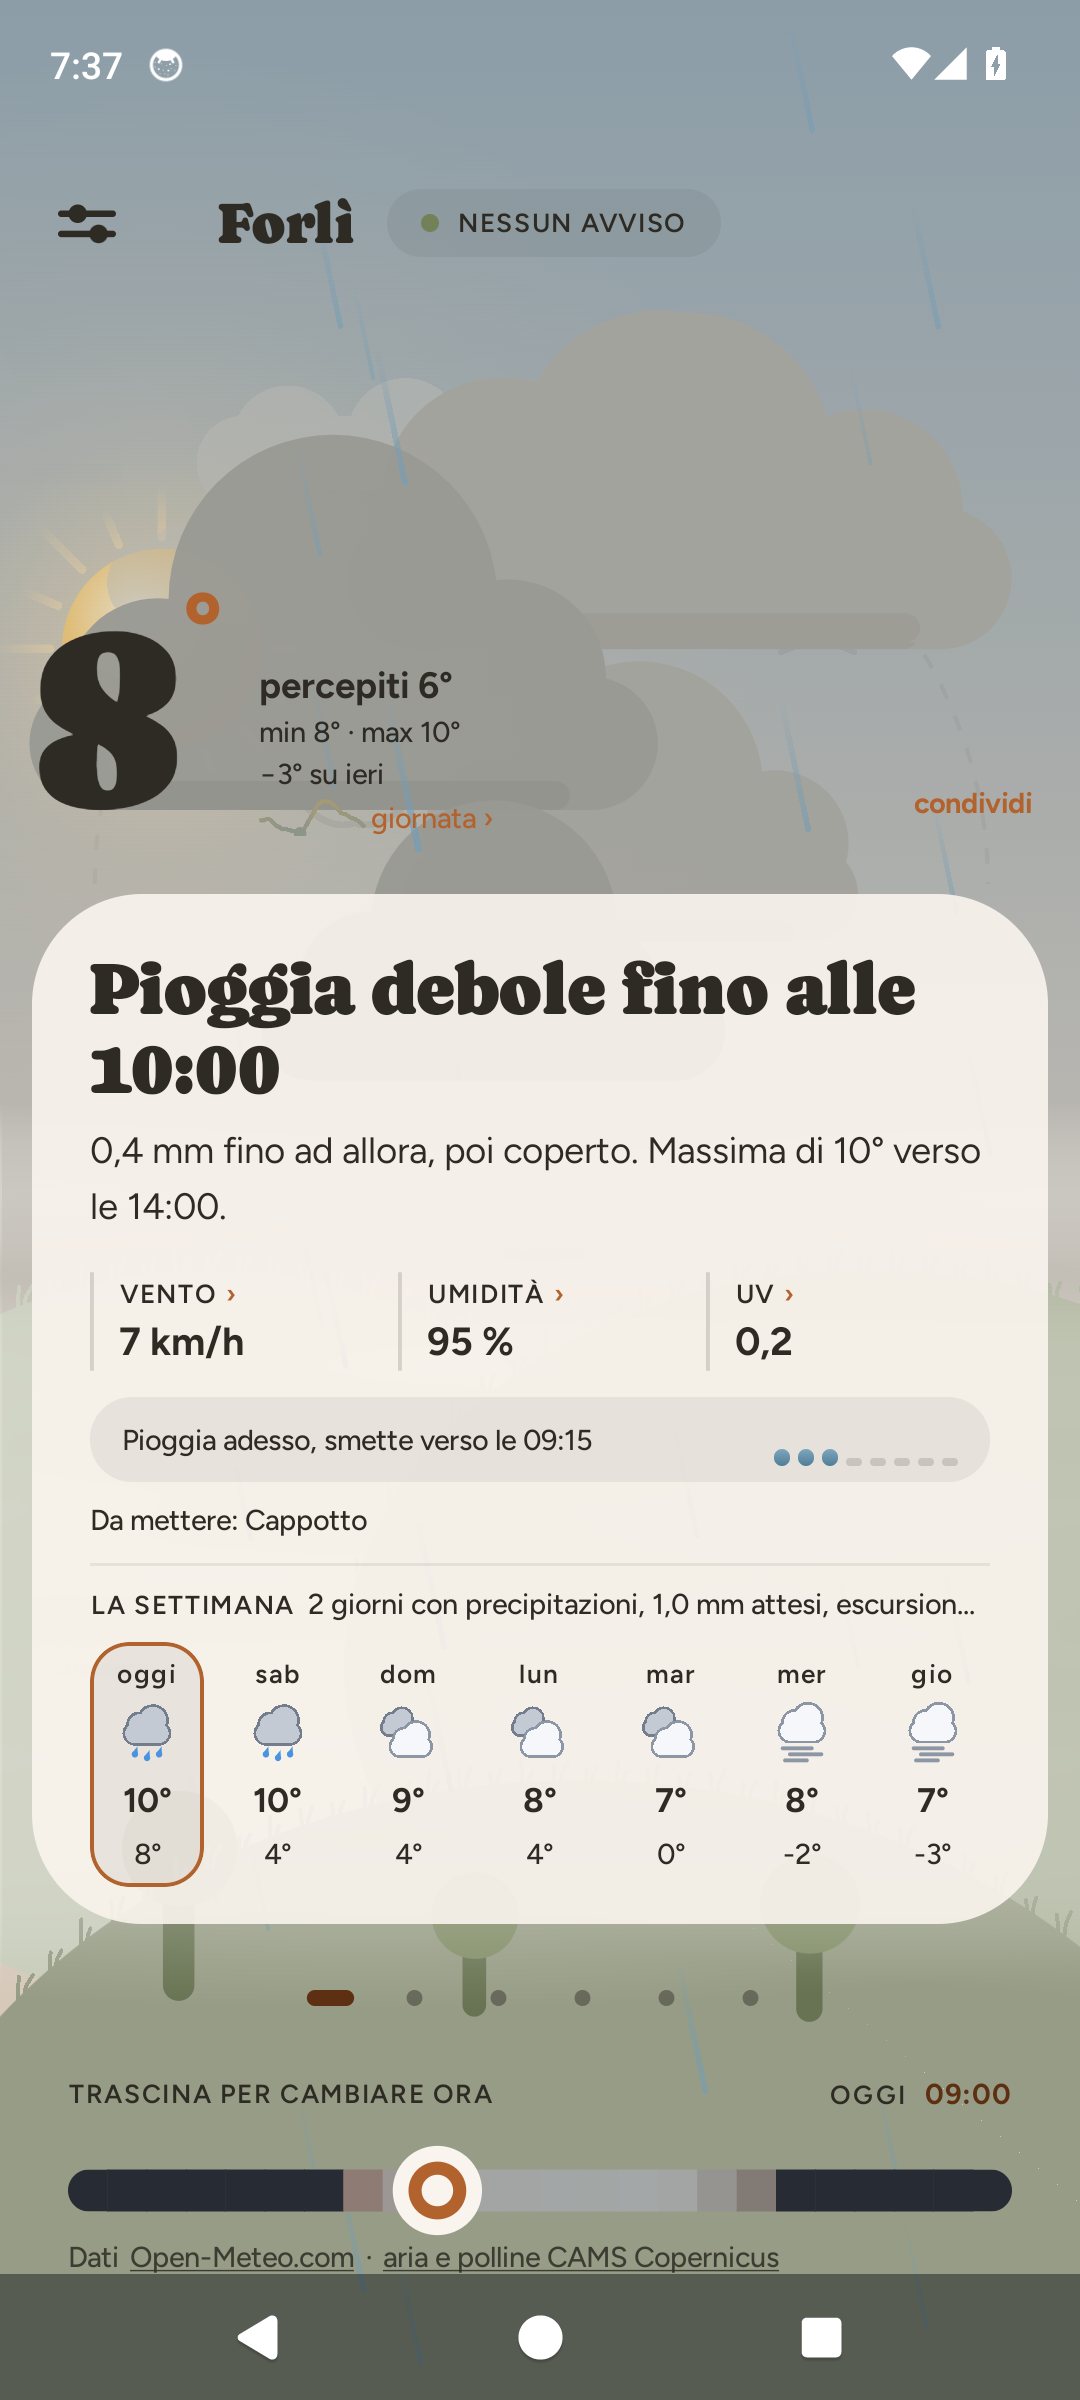 7:37
Forlì
NESSUN AVVISO
8
percepiti 6°
min 8° · max 10°
−3° su ieri
giornata ›
condividi
Pioggia debole fino alle
10:00
0,4 mm fino ad allora, poi coperto. Massima di 10° verso
le 14:00.
VENTO › UMIDITÀ › UV ›
7 km/h 95 % 0,2
Pioggia adesso, smette verso le 09:15
Da mettere: Cappotto
LA SETTIMANA 2 giorni con precipitazioni, 1,0 mm attesi, escursion...
oggi sab dom lun mar mer gio
10° 10° 9° 8° 7° 8° 7°
8° 4° 4° 4° 0° -2° -3°
TRASCINA PER CAMBIARE ORA OGGI 09:00
Dati Open-Meteo.com · aria e polline CAMS Copernicus